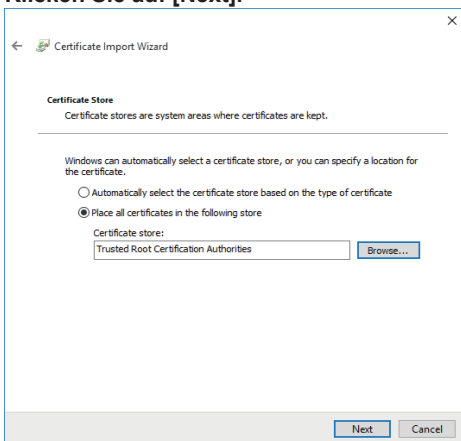 Klicken Sie auf [Next].
Certificate Import Wizard
Certificate Store
Certificate stores are system areas where certificates are kept.
Windows can automatically select a certificate store, or you can specify a location for
the certificate.
Automatically select the certificate store based on the type of certificate
Place all certificates in the following store
Certificate store:
Trusted Root Certification Authorities
Browse...
Next Cancel